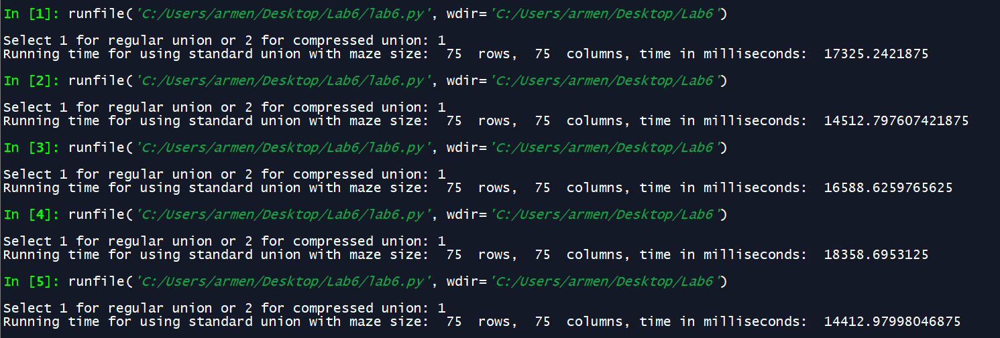 In [1]: runfile('C:/Users/armen/Desktop/Lab6/lab6.py', wdir='C:/Users/armen/Desktop/Lab6')
Select 1 for regular union or 2 for compressed union: 1
Running time for using standard union with maze size:  75  rows,  75  columns, time in milliseconds:  17325.2421875
In [2]: runfile('C:/Users/armen/Desktop/Lab6/lab6.py', wdir='C:/Users/armen/Desktop/Lab6')
Select 1 for regular union or 2 for compressed union: 1
Running time for using standard union with maze size:  75  rows,  75  columns, time in milliseconds:  14512.797607421875
In [3]: runfile('C:/Users/armen/Desktop/Lab6/lab6.py', wdir='C:/Users/armen/Desktop/Lab6')
Select 1 for regular union or 2 for compressed union: 1
Running time for using standard union with maze size:  75  rows,  75  columns, time in milliseconds:  16588.6259765625
In [4]: runfile('C:/Users/armen/Desktop/Lab6/lab6.py', wdir='C:/Users/armen/Desktop/Lab6')
Select 1 for regular union or 2 for compressed union: 1
Running time for using standard union with maze size:  75  rows,  75  columns, time in milliseconds:  18358.6953125
In [5]: runfile('C:/Users/armen/Desktop/Lab6/lab6.py', wdir='C:/Users/armen/Desktop/Lab6')
Select 1 for regular union or 2 for compressed union: 1
Running time for using standard union with maze size:  75  rows,  75  columns, time in milliseconds:  14412.97998046875